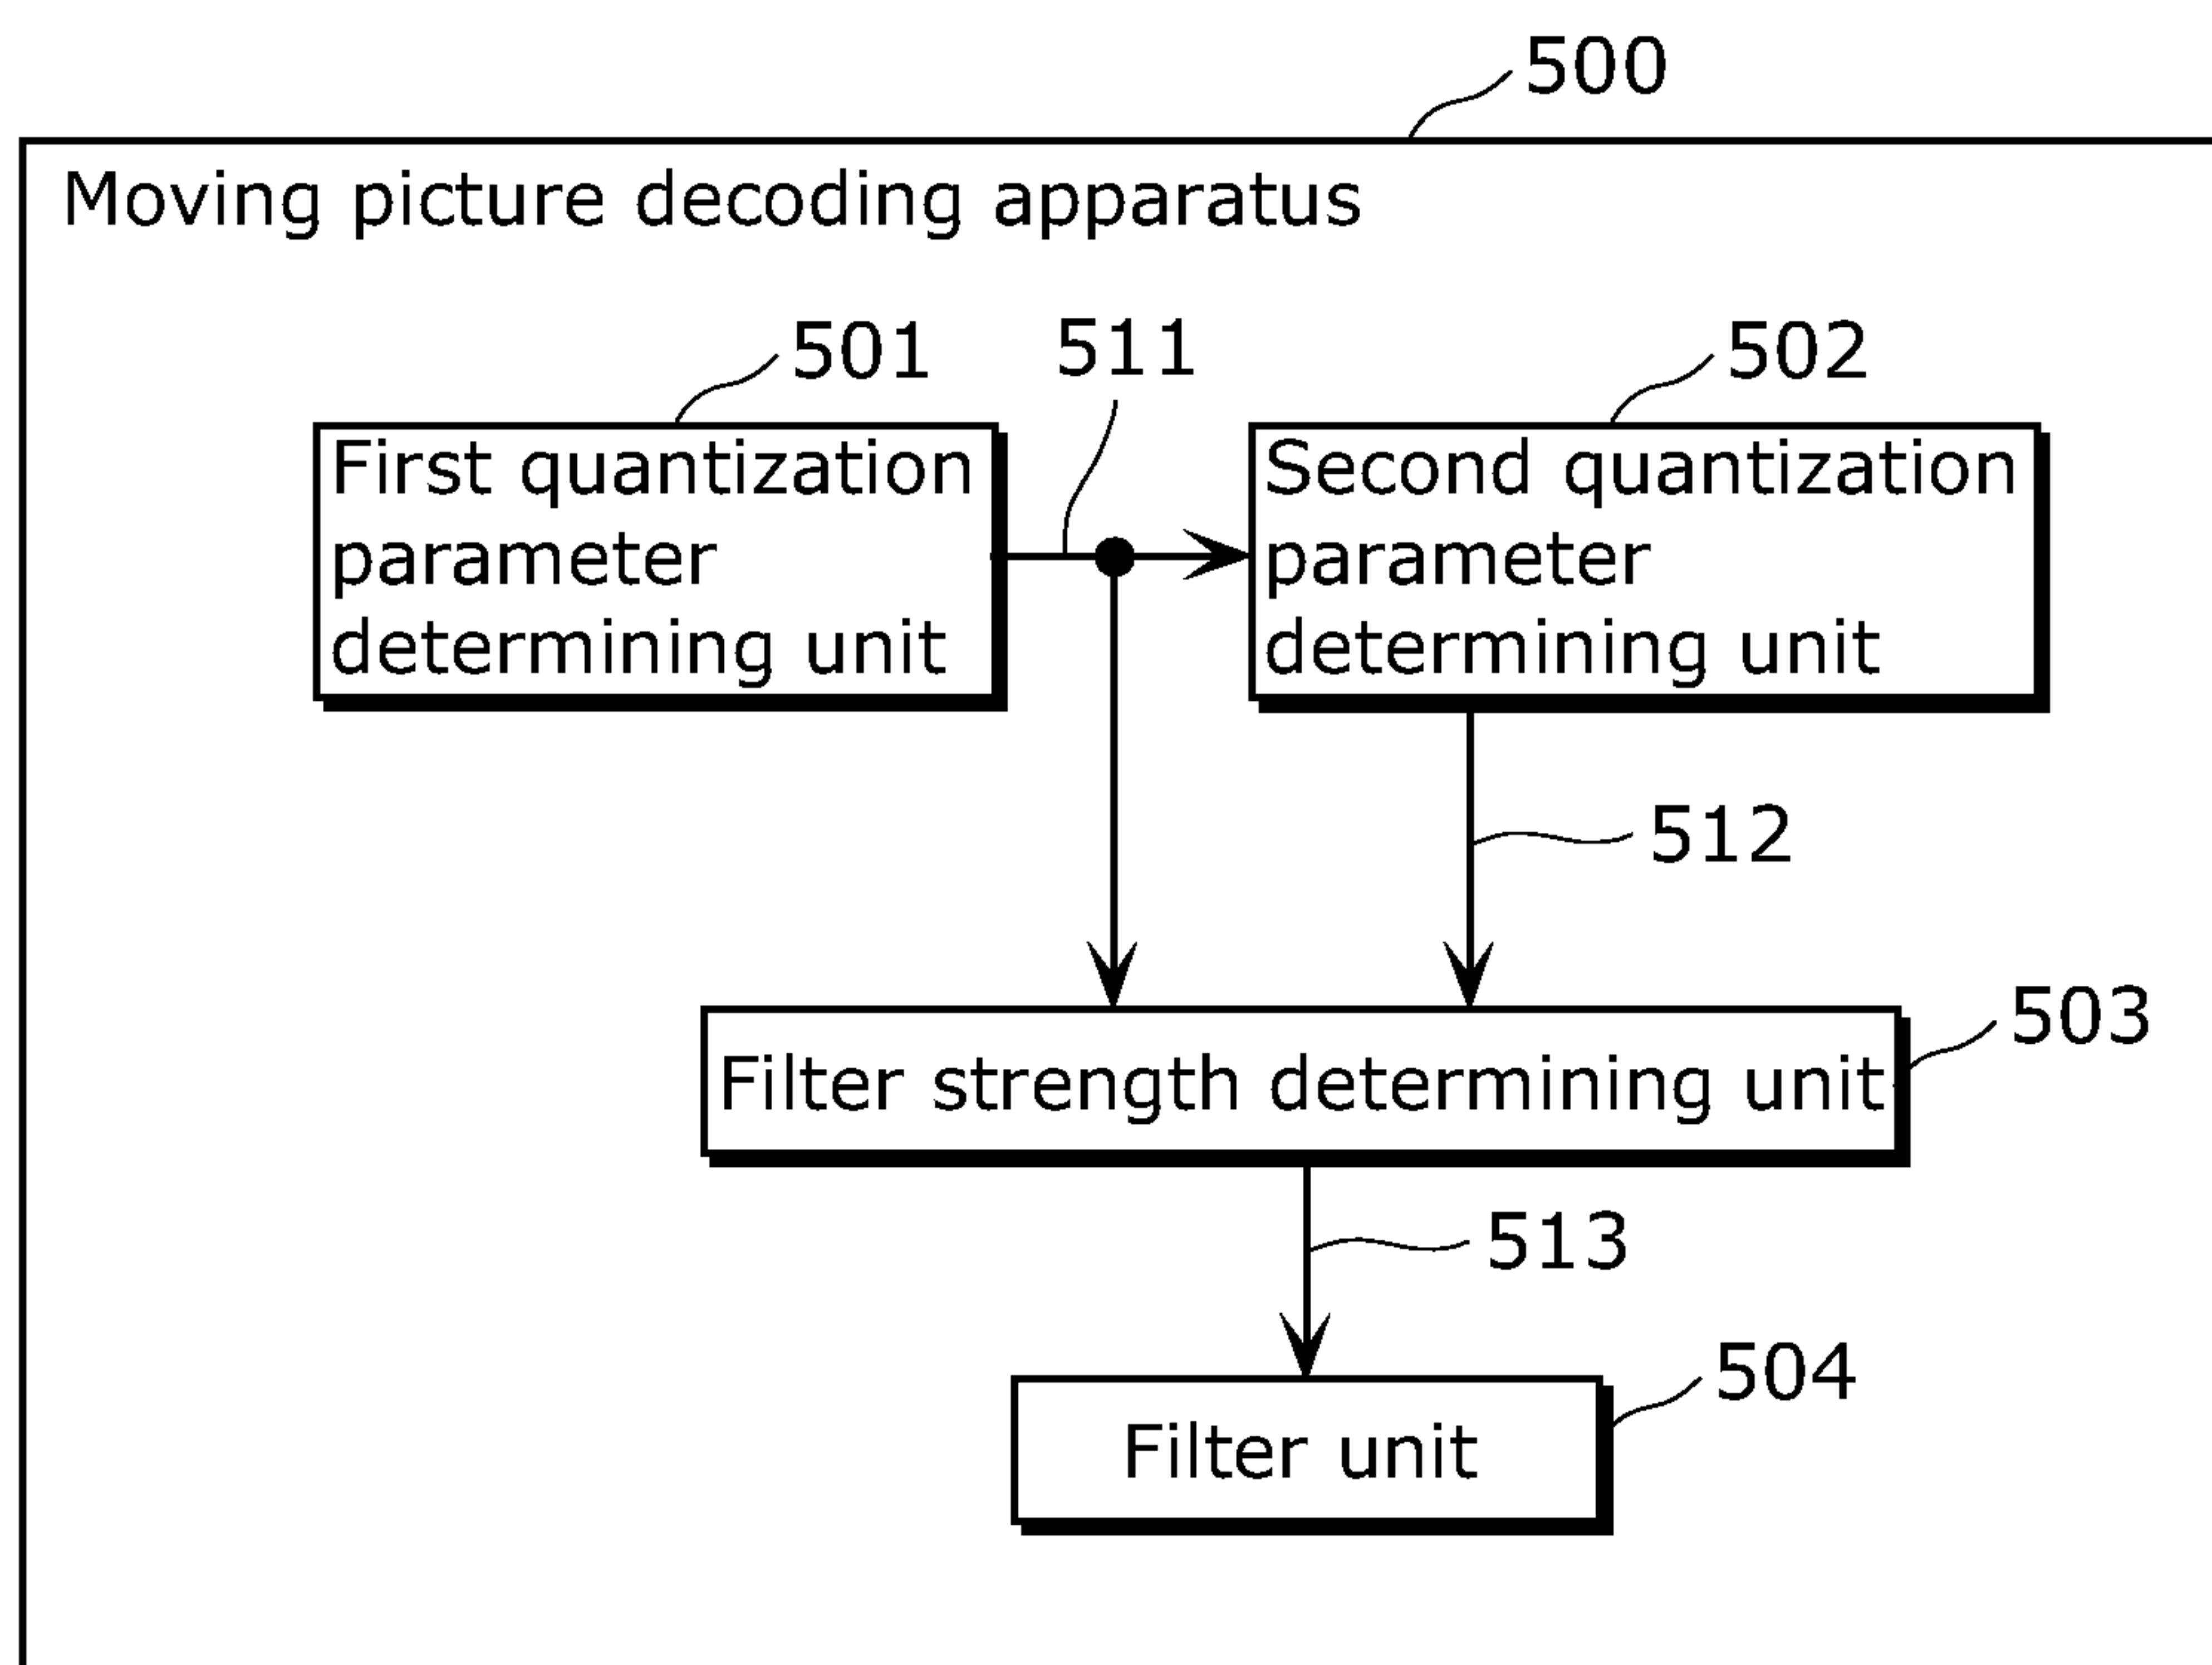 500
Moving picture decoding apparatus
501
511
502
First quantization
parameter
determining unit
Second quantization
parameter
determining unit
512
503
Filter strength determining unit
513
504
Filter unit